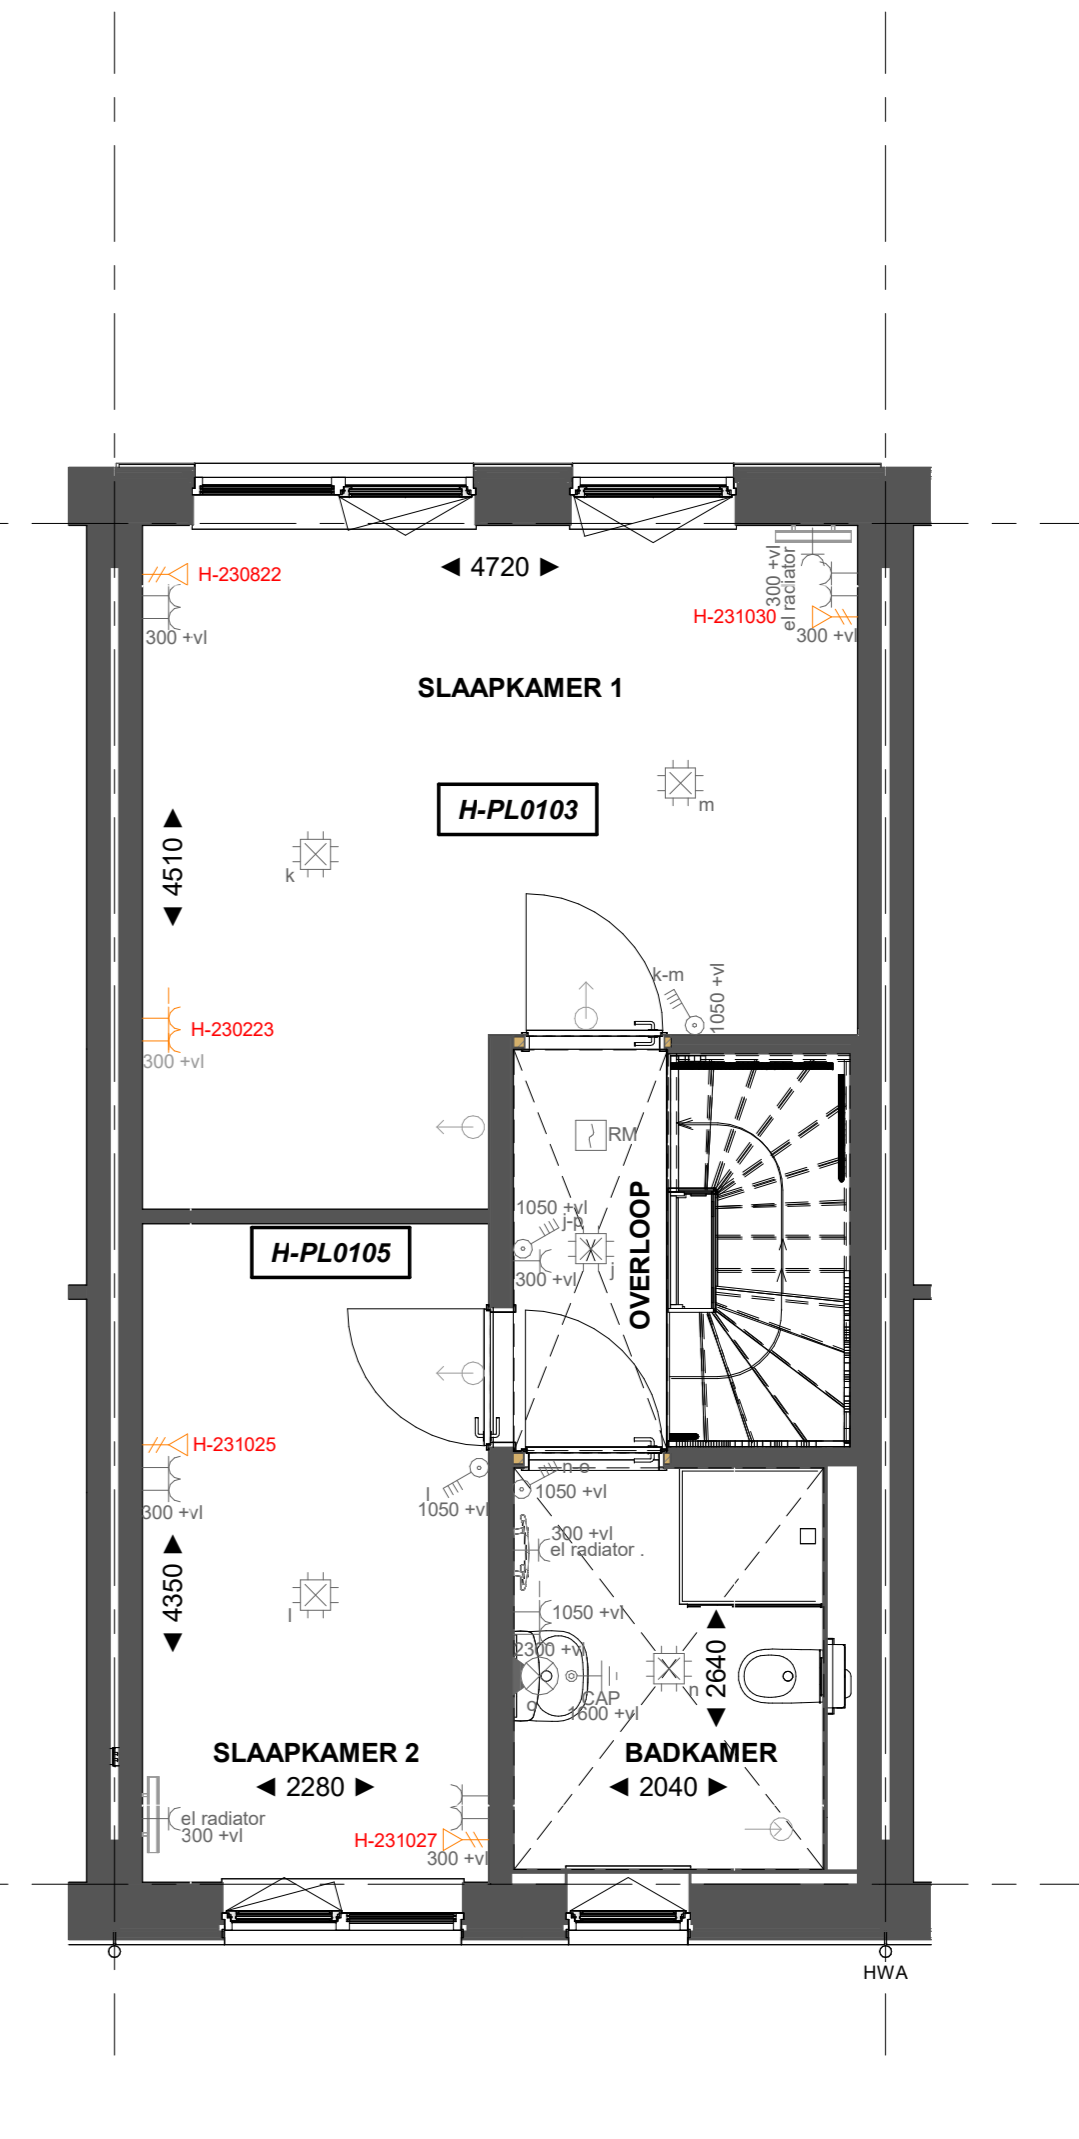 H-230822
300 +vl
4720
300 +vl
el radiator
H-231030
300 +vl
SLAAPKAMER 1
m
H-PL0103
k
4510
k-m
1050 +vl
H-230223
300 +vl
RM
1050 +vl
j-p
300 +vl
j
OVERLOOP
H-PL0105
H-231025
300 +vl
l
1050 +vl
n-o
1050 +vl
300 +vl
el radiator .
4350
l
1050 +vl
2300 +vl
CAP
o
1600 +vl
n
2640
SLAAPKAMER 2
2280
BADKAMER
2040
el radiator
300 +vl
H-231027
300 +vl
HWA